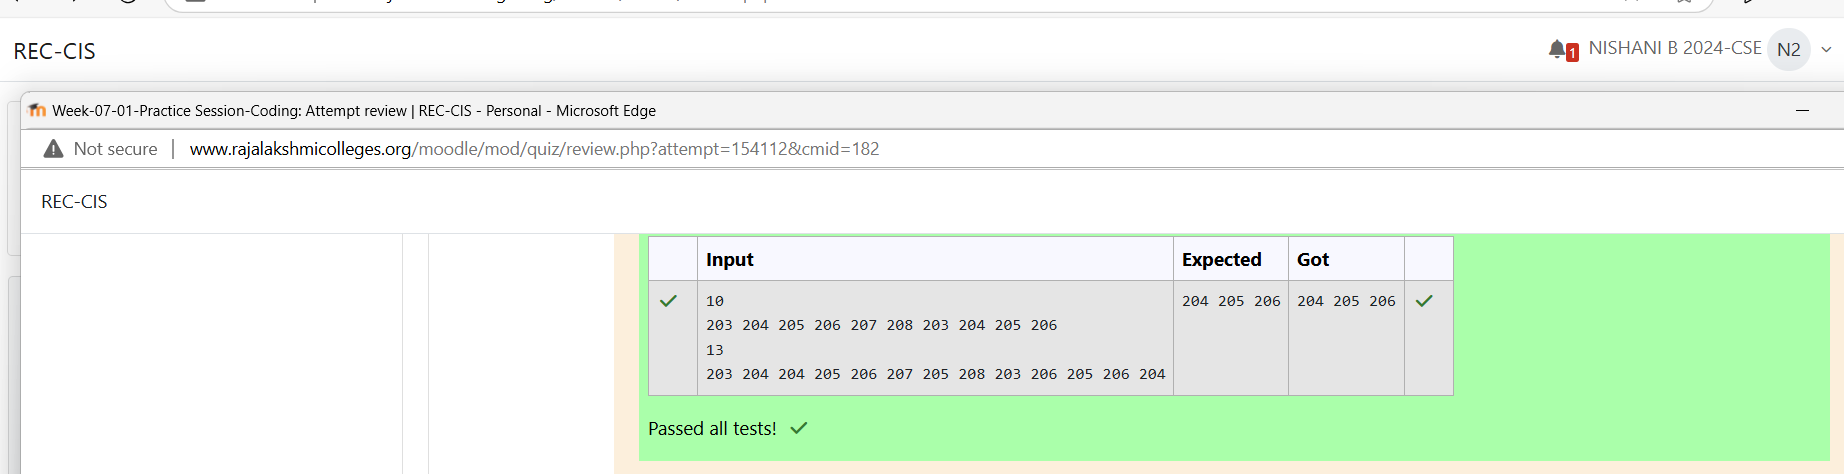 REC-CIS
1 NISHANI B 2024-CSE N2
Week-07-01-Practice Session-Coding: Attempt review | REC-CIS - Personal - Microsoft Edge
Not secure | www.rajalakshmicolleges.org/moodle/mod/quiz/review.php?attempt=154112&cmid=182
REC-CIS
Input Expected Got
10 204 205 206 204 205 206
203 204 205 206 207 208 203 204 205 206
13
203 204 204 205 206 207 205 208 203 206 205 206 204
Passed all tests!